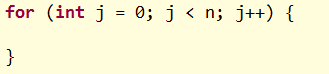 for (int j = 0; j < n; j++) {
}